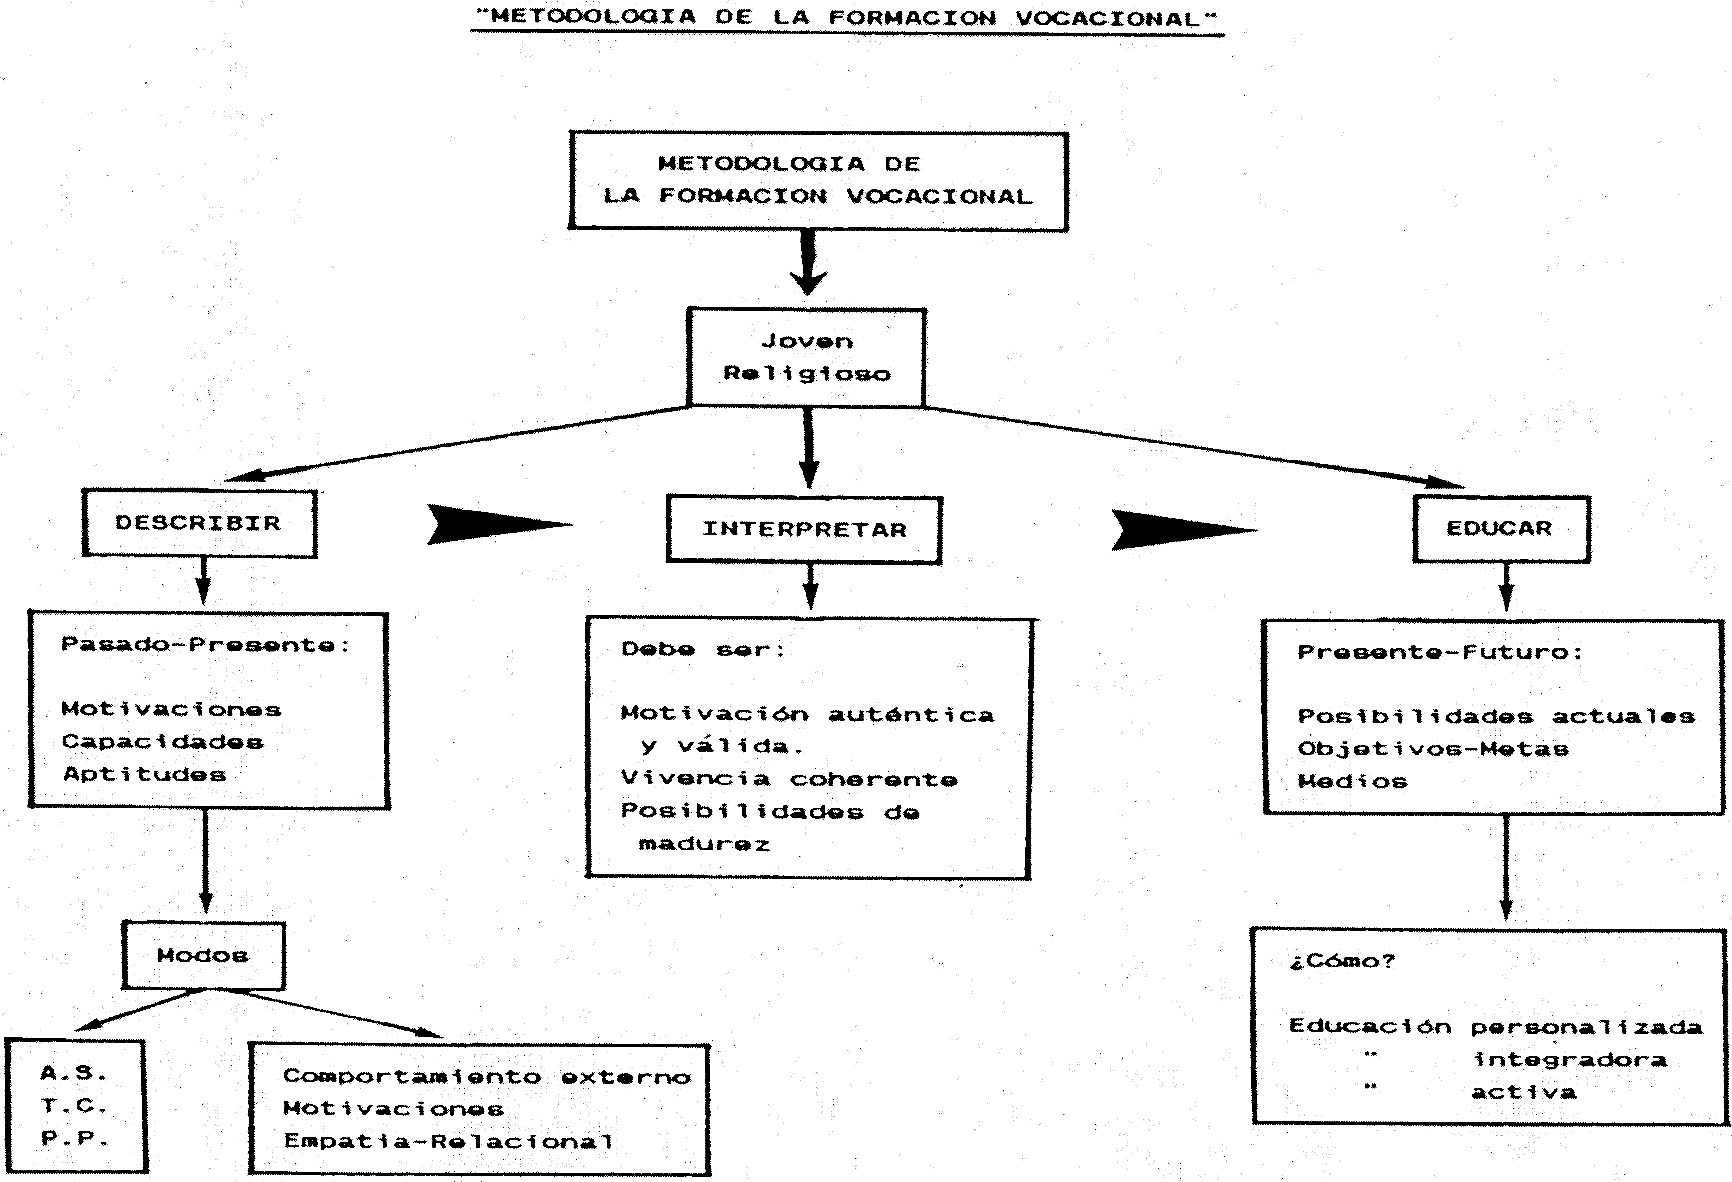 "METODOLOGIA DE LA FORMACION VOCACIONAL"
METODOLOGIA DE
LA FORMACION VOCACIONAL
Joven
Religioso
DESCRIBIR
INTERPRETAR
EDUCAR
Pasado-Presente:
Motivaciones
Capacidades
Aptitudes
Debe ser:
Motivación auténtica
y válida.
Vivencia coherente
Posibilidades de
madurez
Presente-Futuro:
Posibilidades actuales
Objetivos-Metas
Medios
Modos
A.S.
T.C.
P.P.
Comportamiento externo
Motivaciones
Empatia-Relacional
¿Cómo?
Educación personalizada
" integradora
" activa